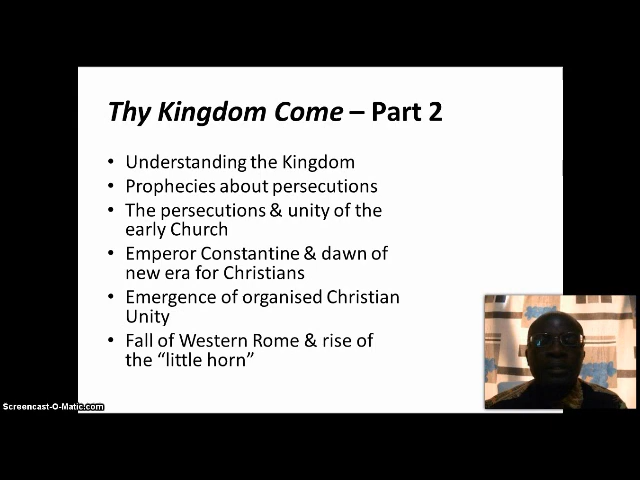 Thy Kingdom Come – Part 2
• Understanding the Kingdom
• Prophecies about persecutions
• The persecutions & unity of the
early Church
• Emperor Constantine & dawn of
new era for Christians
• Emergence of organised Christian
Unity
• Fall of Western Rome & rise of
the “little horn”
Screencast-O-Matic.com